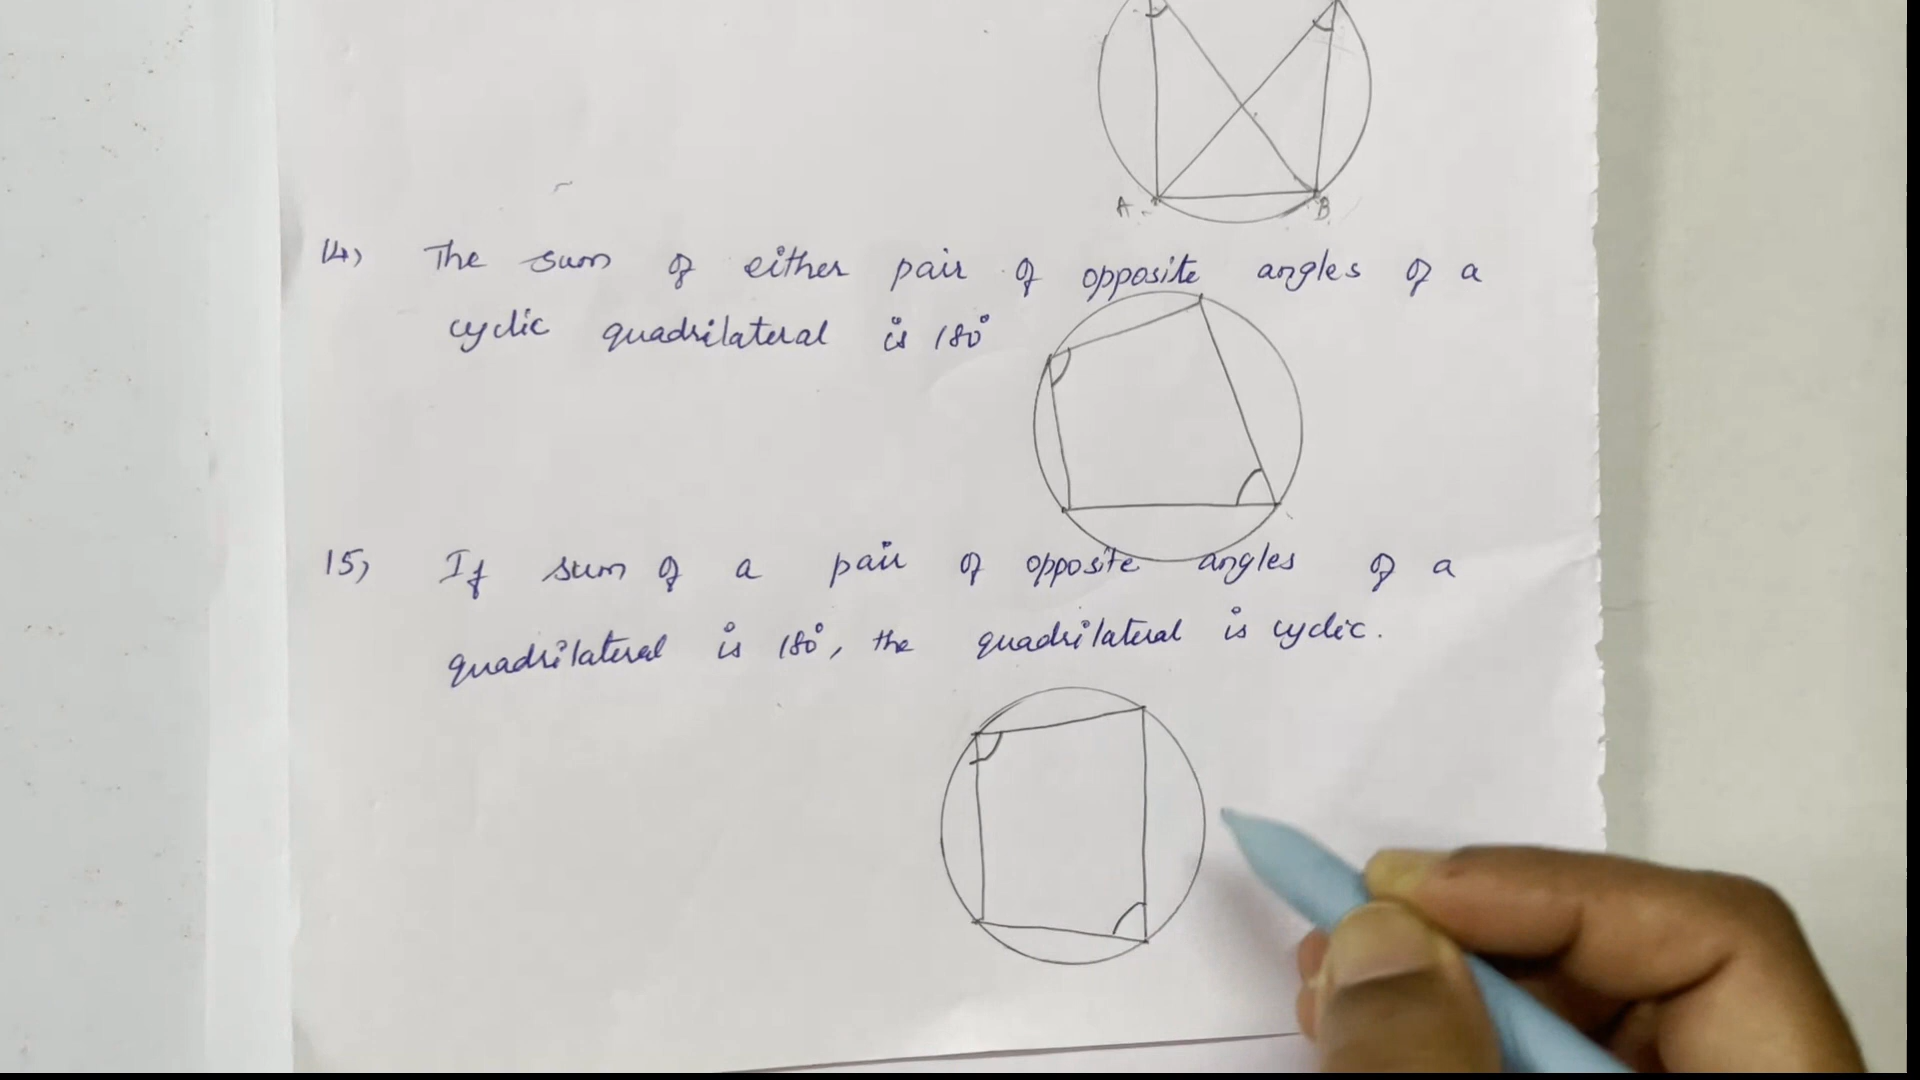 A B
14) The sum of either pair of opposite angles of a
cyclic quadrilateral is 180°
15) If sum of a pair of opposite angles of a
quadrilateral is 180°, the quadrilateral is cyclic.